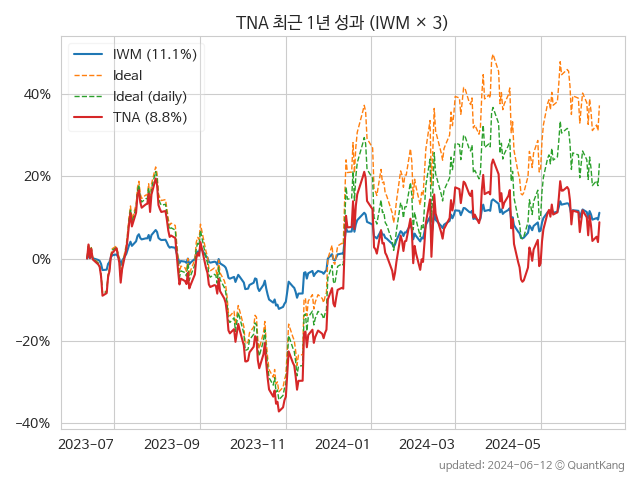 TNA 최근 1년 성과 (IWM × 3)
IWM (11.1%)
Ideal
Ideal (daily)
TNA (8.8%)
40%
20%
0%
−20%
−40%
2023−07
2023−09
2023−11
2024−01
2024−03
2024−05
updated: 2024−06−12 © QuantKang